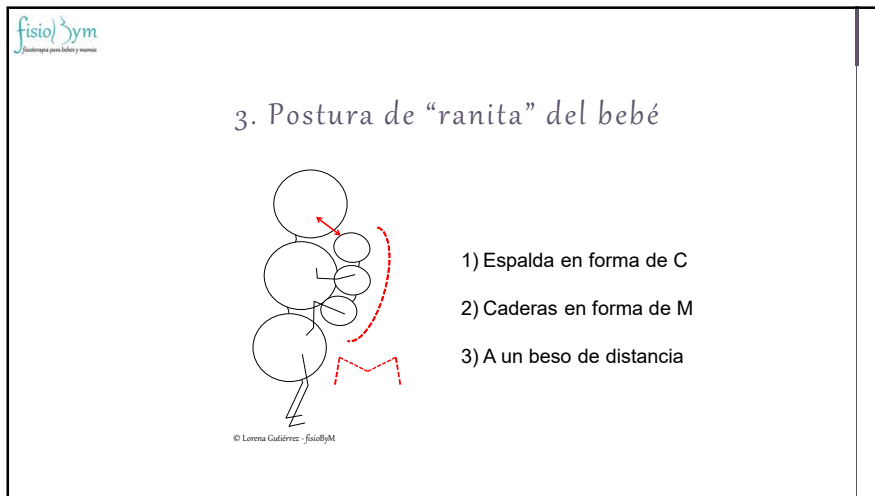 fisioBym
fisioterapia para bebés y mamás
3. Postura de “ranita” del bebé
1) Espalda en forma de C
2) Caderas en forma de M
3) A un beso de distancia
© Lorena Gutiérrez - fisioByM